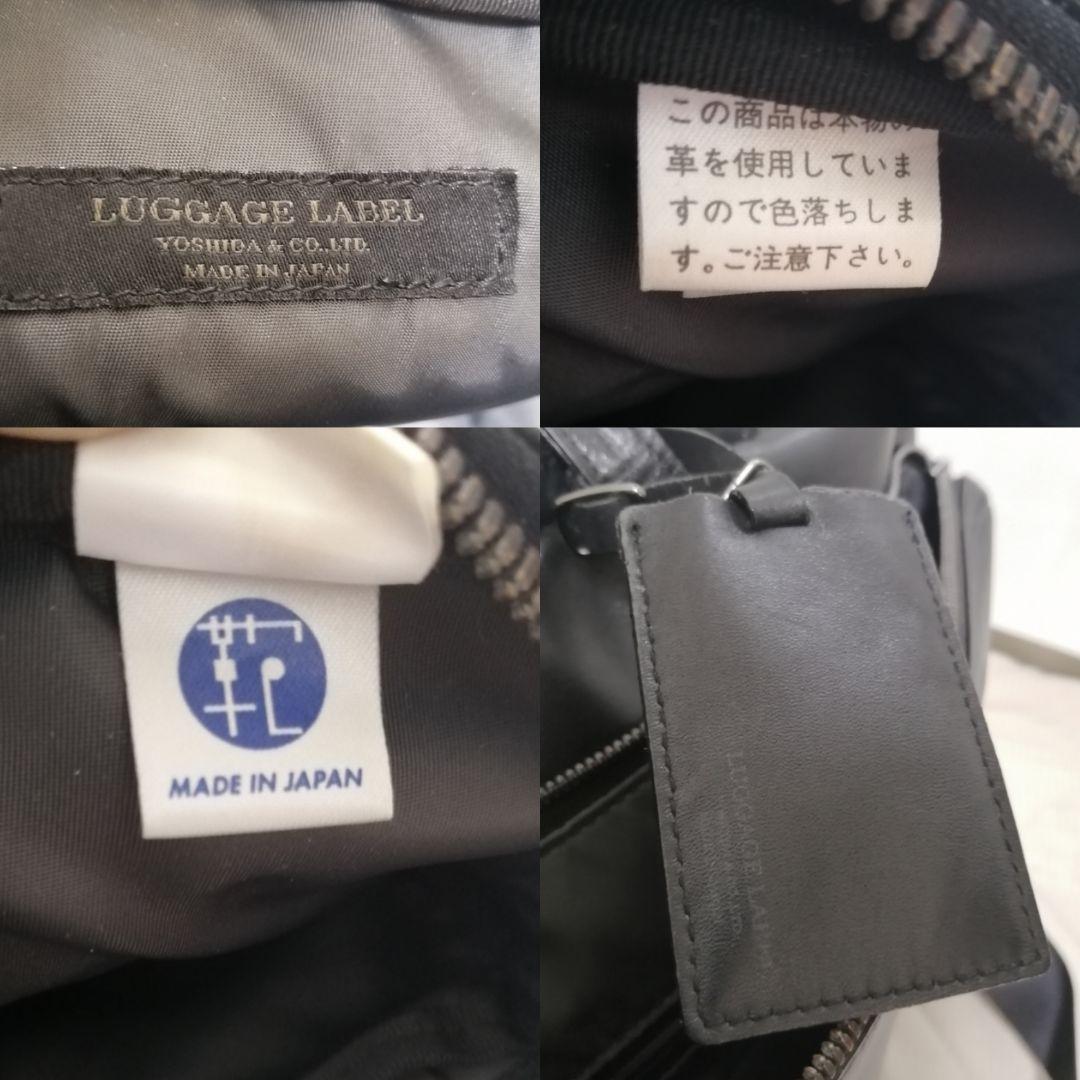 LUGGAGE LABEL
YOSHIDA & CO.,LTD.
MADE IN JAPAN
この商品は本物の
革を使用していま
すので色落ちしま
す。ご注意下さい。
MADE IN JAPAN
LUGGAGE LABEL